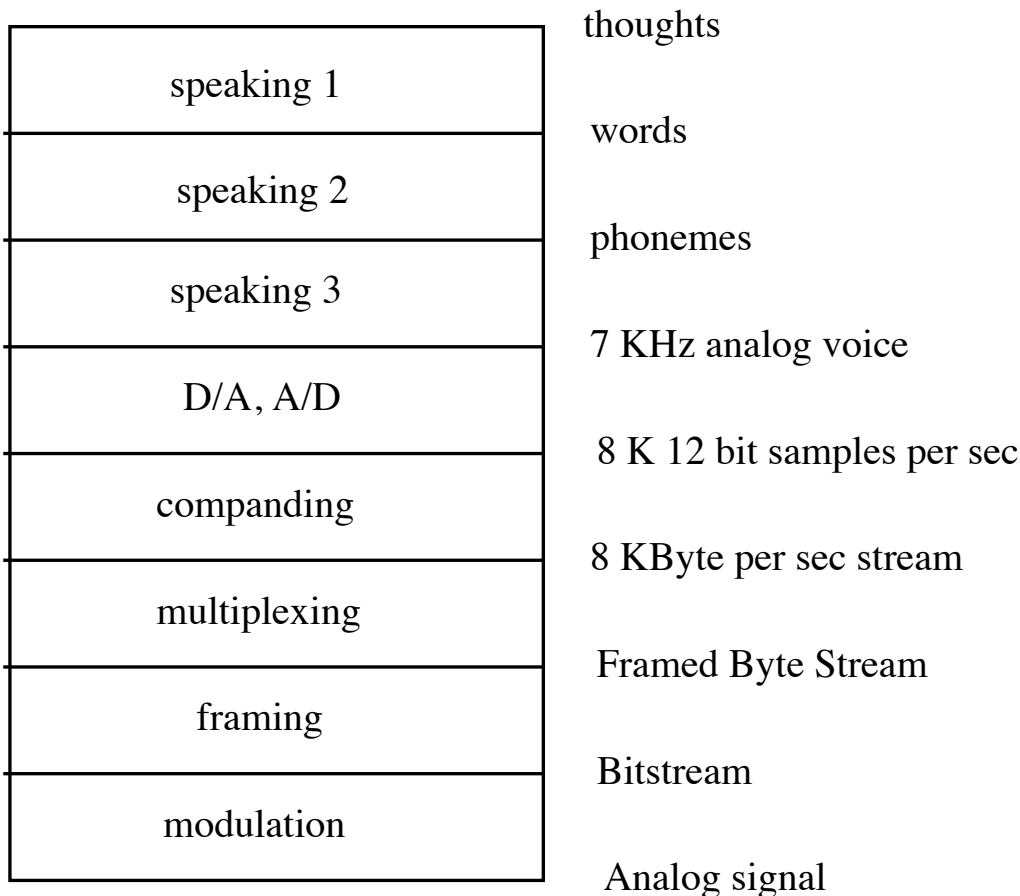 thoughts
speaking 1
words
speaking 2
phonemes
speaking 3
7 KHz analog voice
D/A, A/D
8 K 12 bit samples per sec
companding
8 KByte per sec stream
multiplexing
Framed Byte Stream
framing
Bitstream
modulation
Analog signal